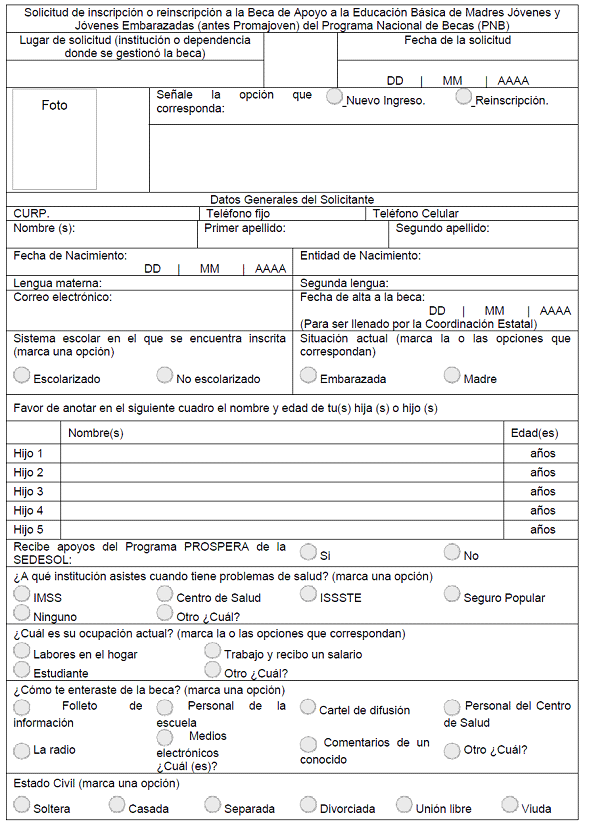 Solicitud de inscripción o reinscripción a la Beca de Apoyo a la Educación Básica de Madres Jóvenes y
Jóvenes Embarazadas (antes Promajoven) del Programa Nacional de Becas (PNB)
Lugar de solicitud (institución o dependencia
donde se gestionó la beca)
Fecha de la solicitud
DD | MM | AAAA
Foto
Señale la opción que
corresponda:
Nuevo Ingreso.
Reinscripción.
Datos Generales del Solicitante
CURP. Teléfono fijo Teléfono Celular
Nombre (s): Primer apellido: Segundo apellido:
Fecha de Nacimiento:
DD | MM | AAAA
Entidad de Nacimiento:
Lengua materna: Segunda lengua:
Correo electrónico:
Fecha de alta a la beca:
DD | MM | AAAA
(Para ser llenado por la Coordinación Estatal)
Sistema escolar en el que se encuentra inscrita
(marca una opción)
Escolarizado No escolarizado
Situación actual (marca la o las opciones que
correspondan)
Embarazada Madre
Favor de anotar en el siguiente cuadro el nombre y edad de tu(s) hija (s) o hijo (s)
Nombre(s) Edad(es)
Hijo 1 años
Hijo 2 años
Hijo 3 años
Hijo 4 años
Hijo 5 años
Recibe apoyos del Programa PROSPERA de la
SEDESOL:
Si No
¿A qué institución asistes cuando tiene problemas de salud? (marca una opción)
IMSS Centro de Salud ISSSTE Seguro Popular
Ninguno Otro ¿Cuál?
¿Cuál es su ocupación actual? (marca la o las opciones que correspondan)
Labores en el hogar Trabajo y recibo un salario
Estudiante Otro ¿Cuál?
¿Cómo te enteraste de la beca? (marca una opción)
Folleto de
información
Personal de la
escuela
Cartel de difusión
Personal del Centro
de Salud
La radio
Medios
electrónicos
¿Cuál (es)?
Comentarios de un
conocido
Otro ¿Cuál?
Estado Civil (marca una opción)
Soltera Casada Separada Divorciada Unión libre Viuda